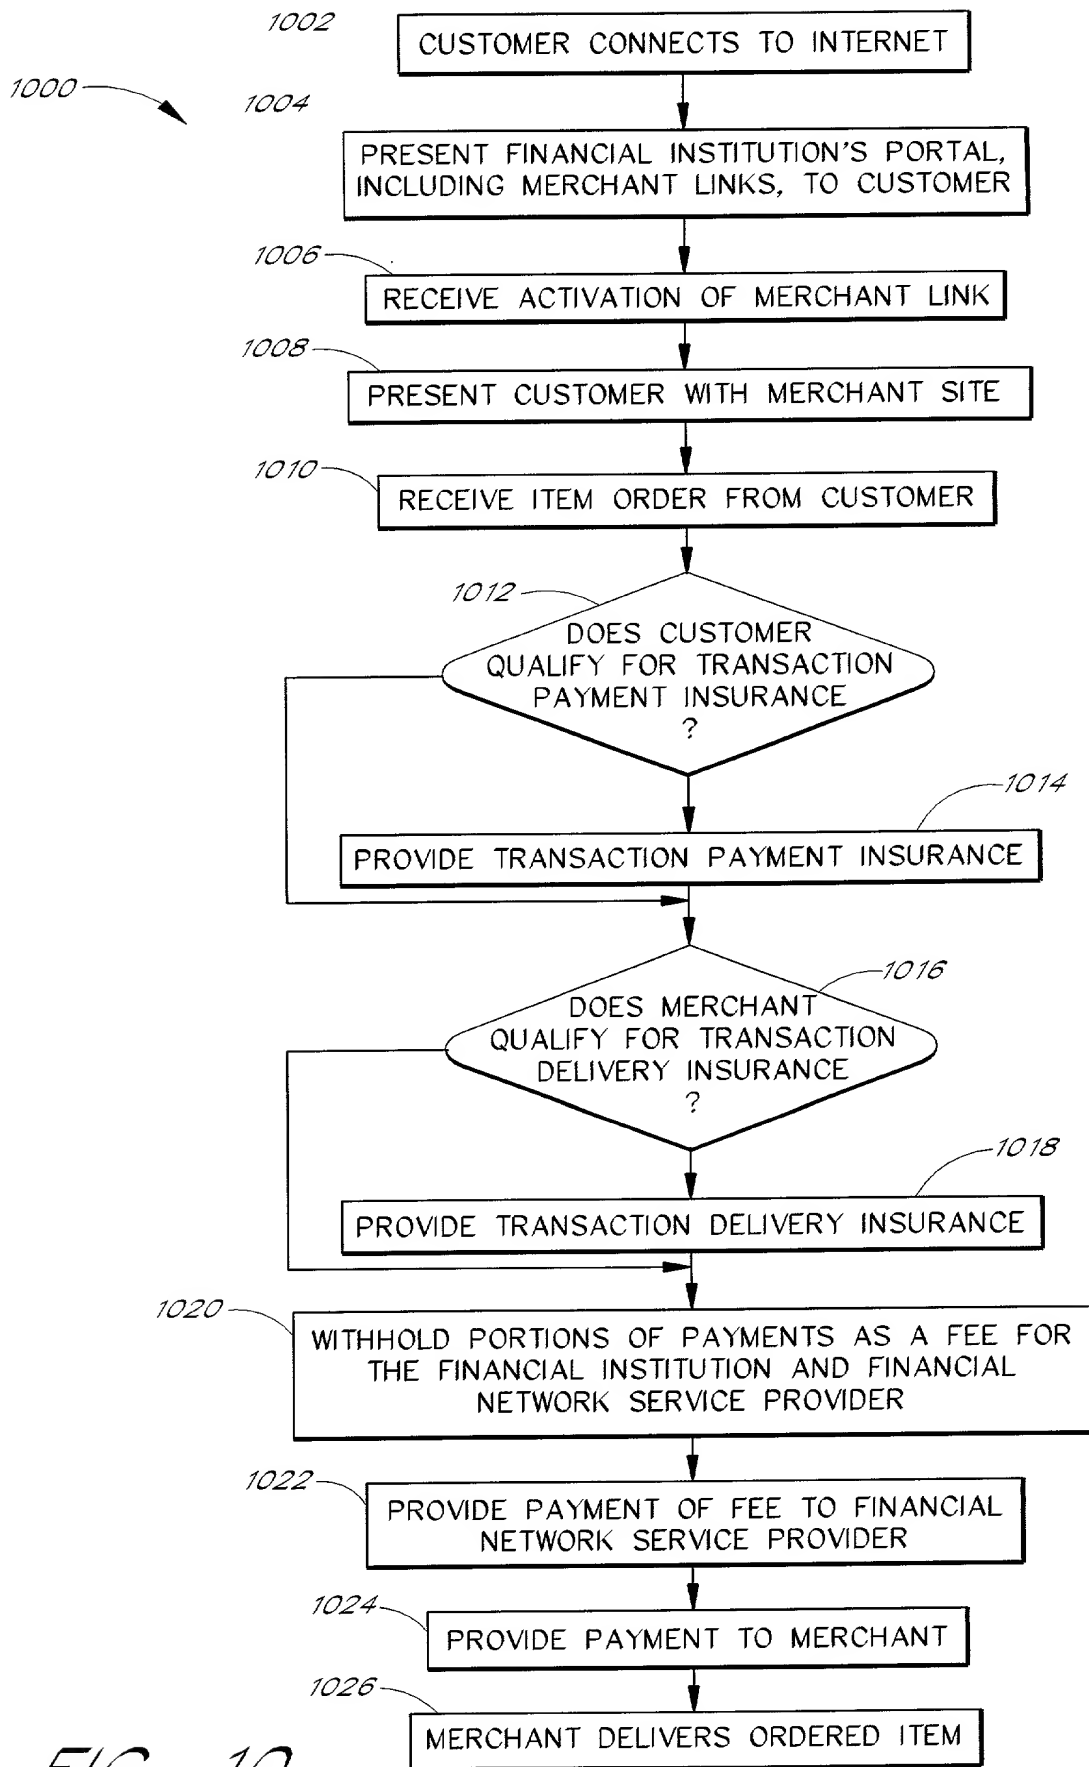 1002
CUSTOMER CONNECTS TO INTERNET
1000
1004
PRESENT FINANCIAL INSTITUTION'S PORTAL,
INCLUDING MERCHANT LINKS, TO CUSTOMER
1006
RECEIVE ACTIVATION OF MERCHANT LINK
1008
PRESENT CUSTOMER WITH MERCHANT SITE
1010
RECEIVE ITEM ORDER FROM CUSTOMER
1012
DOES CUSTOMER
QUALIFY FOR TRANSACTION
PAYMENT INSURANCE
?
1014
PROVIDE TRANSACTION PAYMENT INSURANCE
1016
DOES MERCHANT
QUALIFY FOR TRANSACTION
DELIVERY INSURANCE
?
1018
PROVIDE TRANSACTION DELIVERY INSURANCE
1020
WITHHOLD PORTIONS OF PAYMENTS AS A FEE FOR
THE FINANCIAL INSTITUTION AND FINANCIAL
NETWORK SERVICE PROVIDER
1022
PROVIDE PAYMENT OF FEE TO FINANCIAL
NETWORK SERVICE PROVIDER
1024
PROVIDE PAYMENT TO MERCHANT
1026
MERCHANT DELIVERS ORDERED ITEM
FIG. 10